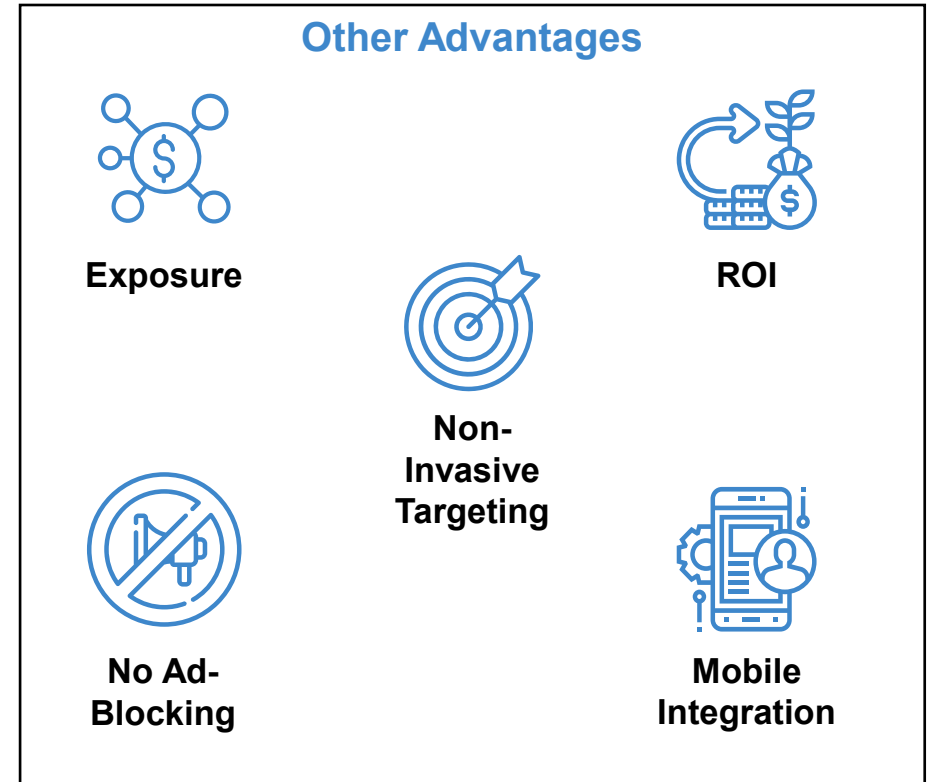 Other Advantages
$
$
Exposure
ROI
Non-
Invasive
Targeting
No Ad-
Blocking
Mobile
Integration